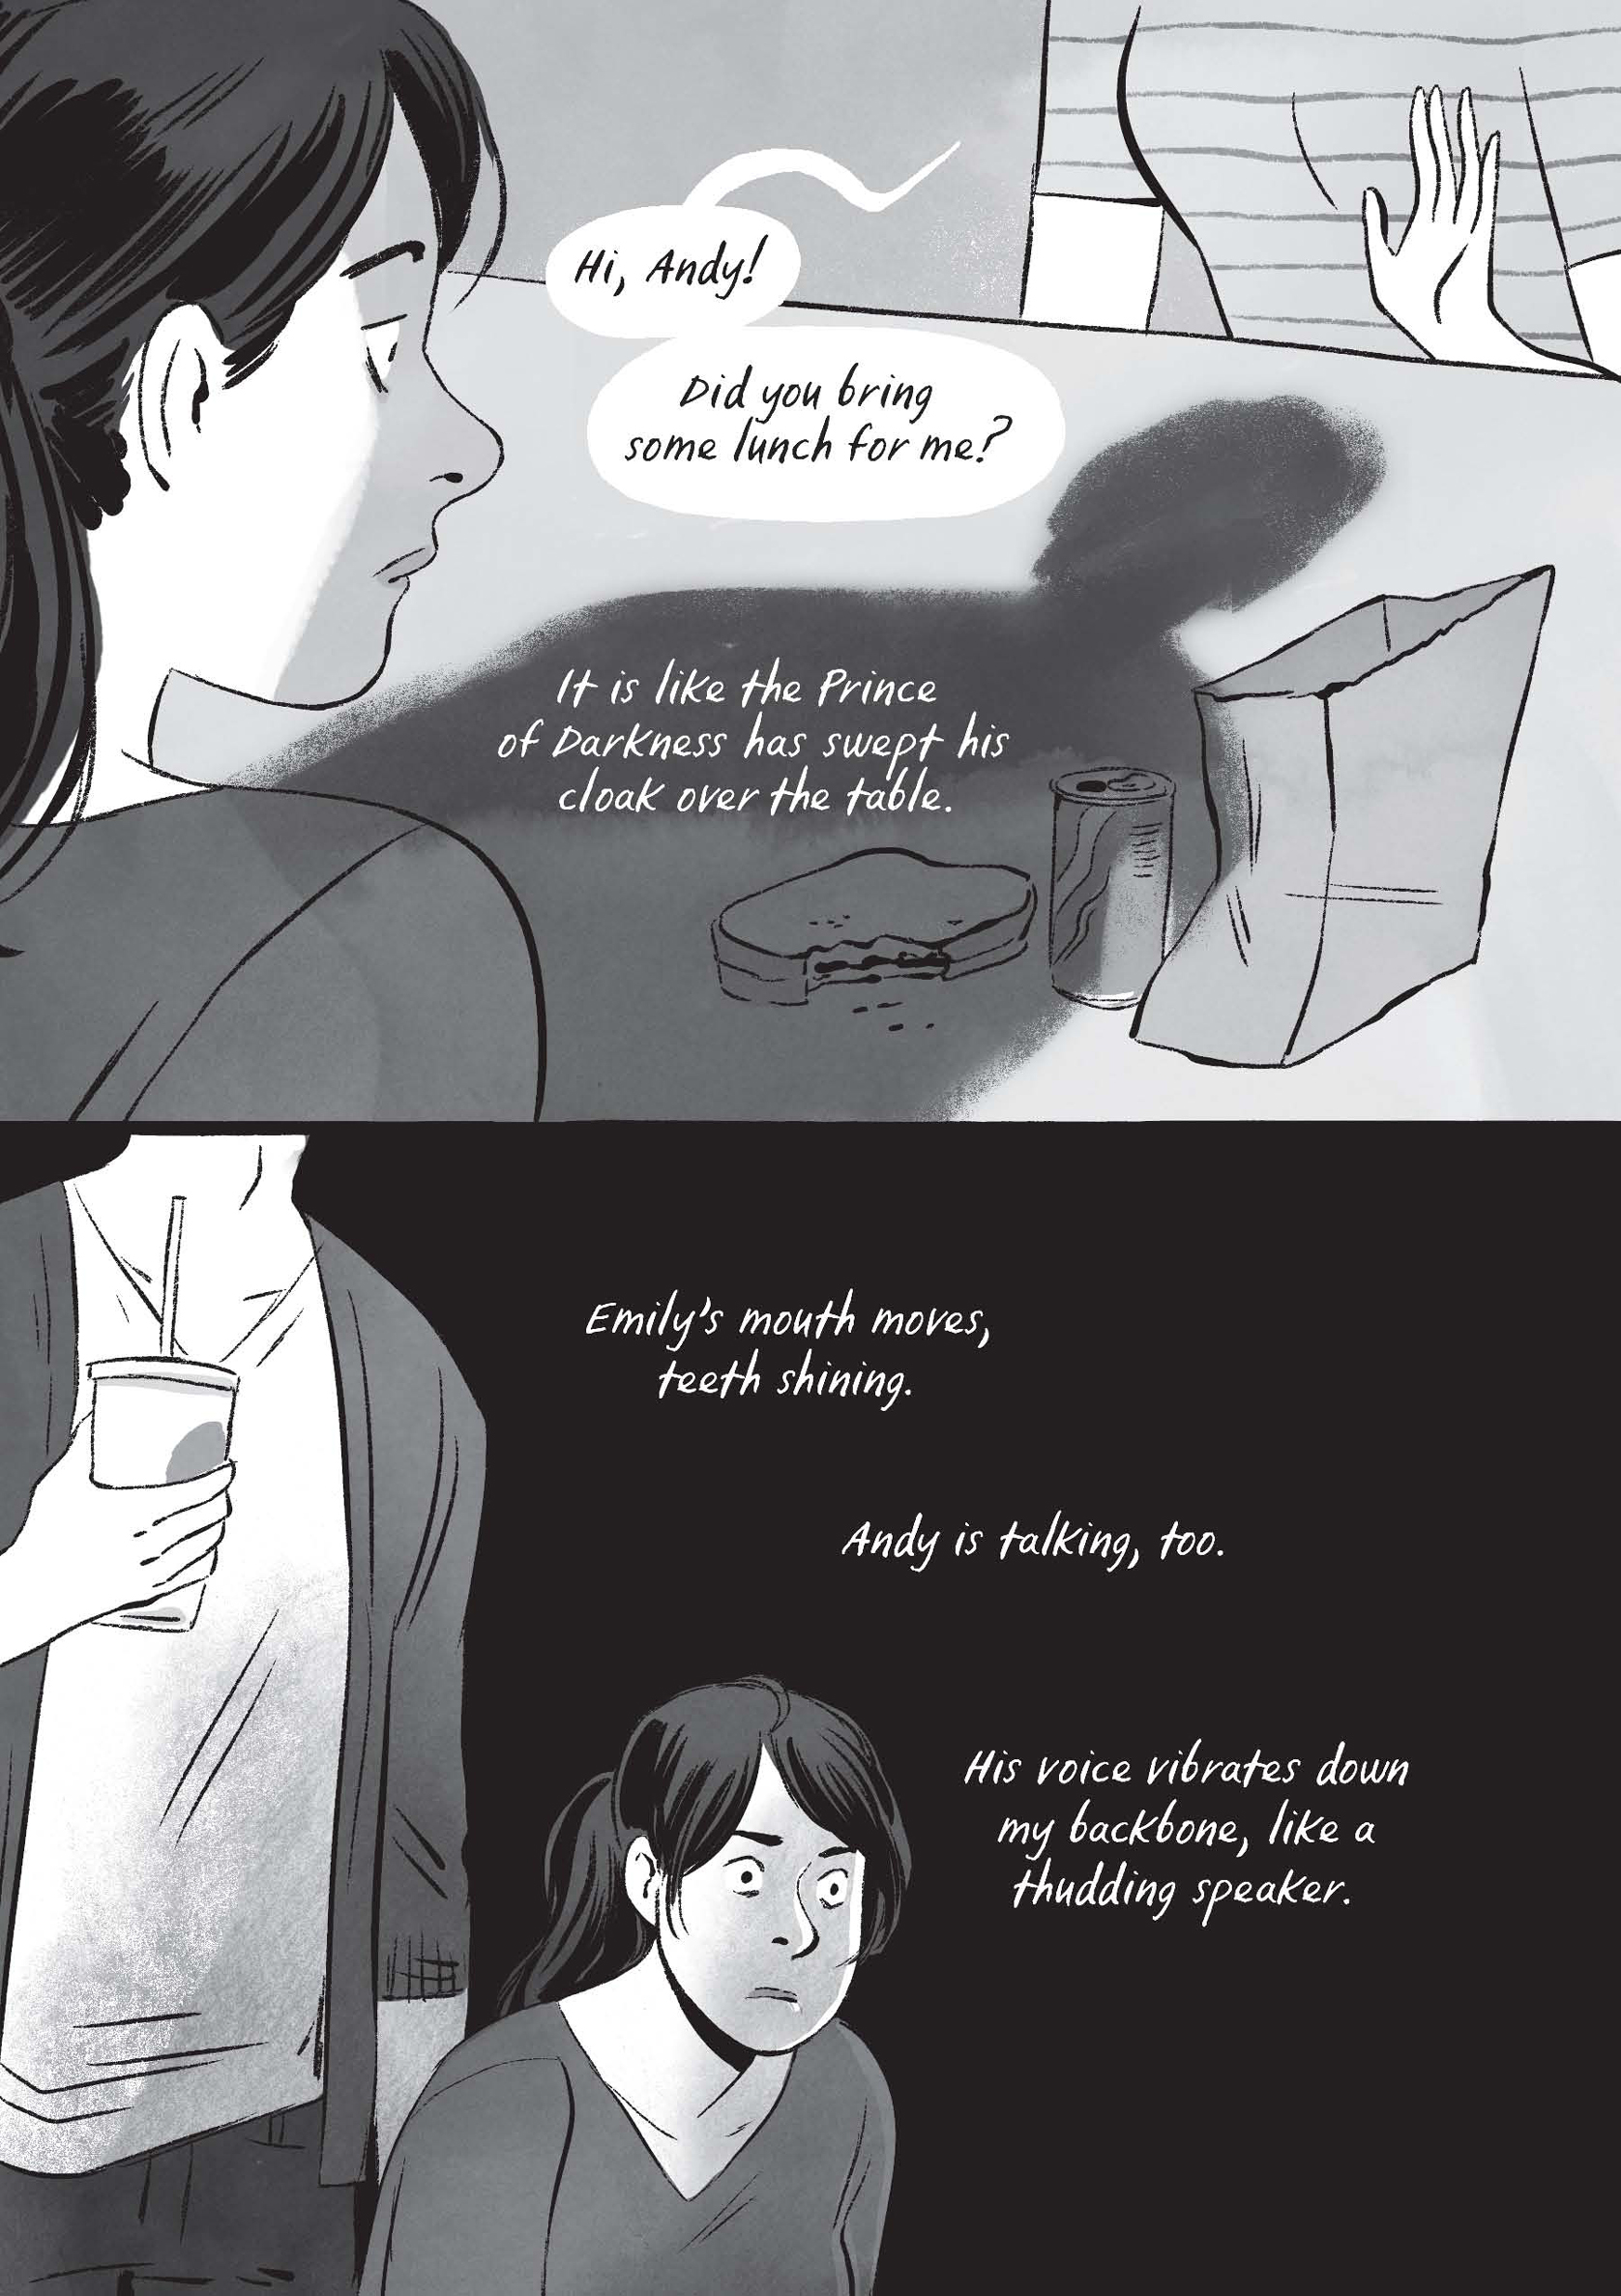 Hi, Andy!
Did you bring
some lunch for me?
It is like the Prince
of Darkness has swept his
cloak over the table.
Emily's mouth moves,
teeth shining.
Andy is talking, too.
His voice vibrates down
my backbone, like a
thudding speaker.